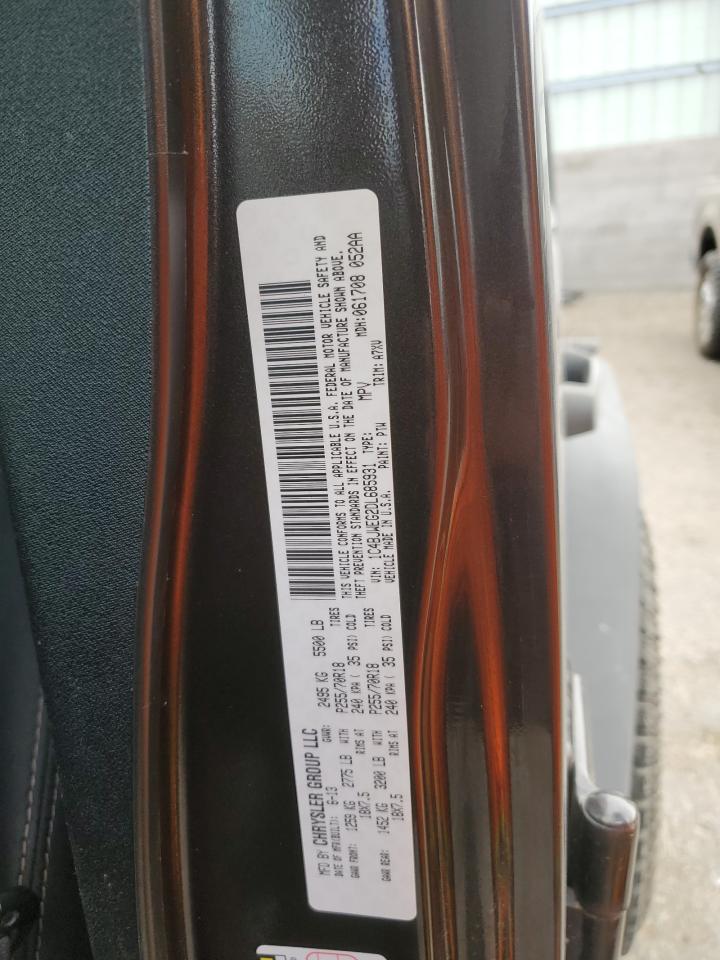 MFD BY CHRYSLER GROUP LLC
DATE OF MFR(BUILT): 6-13 GVWR: 2495 KG 5500 LB
GAWR FRONT: 1259 KG 2775 LB WITH P255/70R18 TIRES
18X7.5 RIMS AT 240 KPA ( 35 PSI) COLD
GAWR REAR: 1452 KG 3200 LB WITH P255/70R18 TIRES
18X7.5 RIMS AT 240 KPA ( 35 PSI) COLD
THIS VEHICLE CONFORMS TO ALL APPLICABLE U.S.A. FEDERAL MOTOR VEHICLE SAFETY AND
THEFT PREVENTION STANDARDS IN EFFECT ON THE DATE OF MANUFACTURE SHOWN ABOVE.
VIN: 1C4BJWEG2DL685931 TYPE: MPV MDH:061708 052AA
VEHICLE MADE IN U.S.A. PAINT: PTW TRIM: A7XV